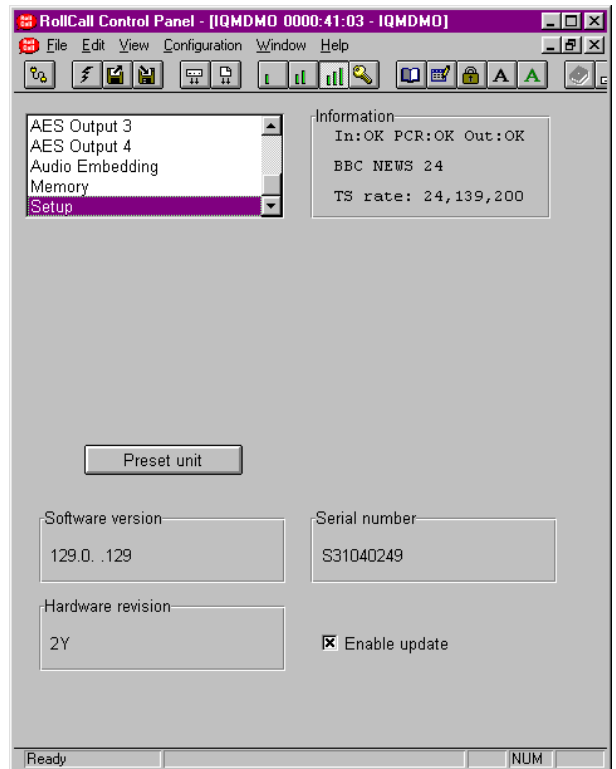 RollCall Control Panel - [IQMDMO 0000:41:03 - IQMDMO]
File Edit View Configuration Window Help
A A
AES Output 3
AES Output 4
Audio Embedding
Memory
Setup
Information
In:OK PCR:OK Out:OK
BBC NEWS 24
TS rate: 24,139,200
Preset unit
Software version
129.0. .129
Serial number
S31040249
Hardware revision
2Y
Enable update
Ready
NUM